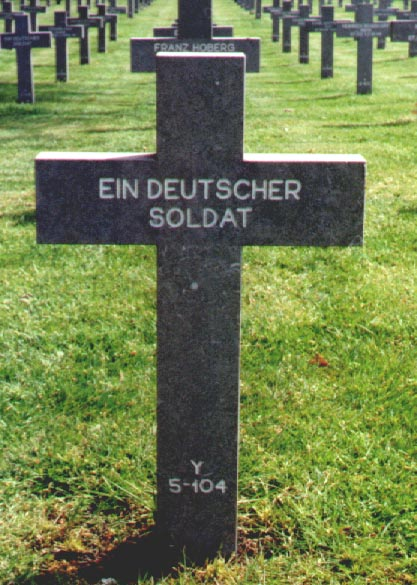 FRANZ HOBERG
EIN DEUTSCHER
SOLDAT
Y
5-104